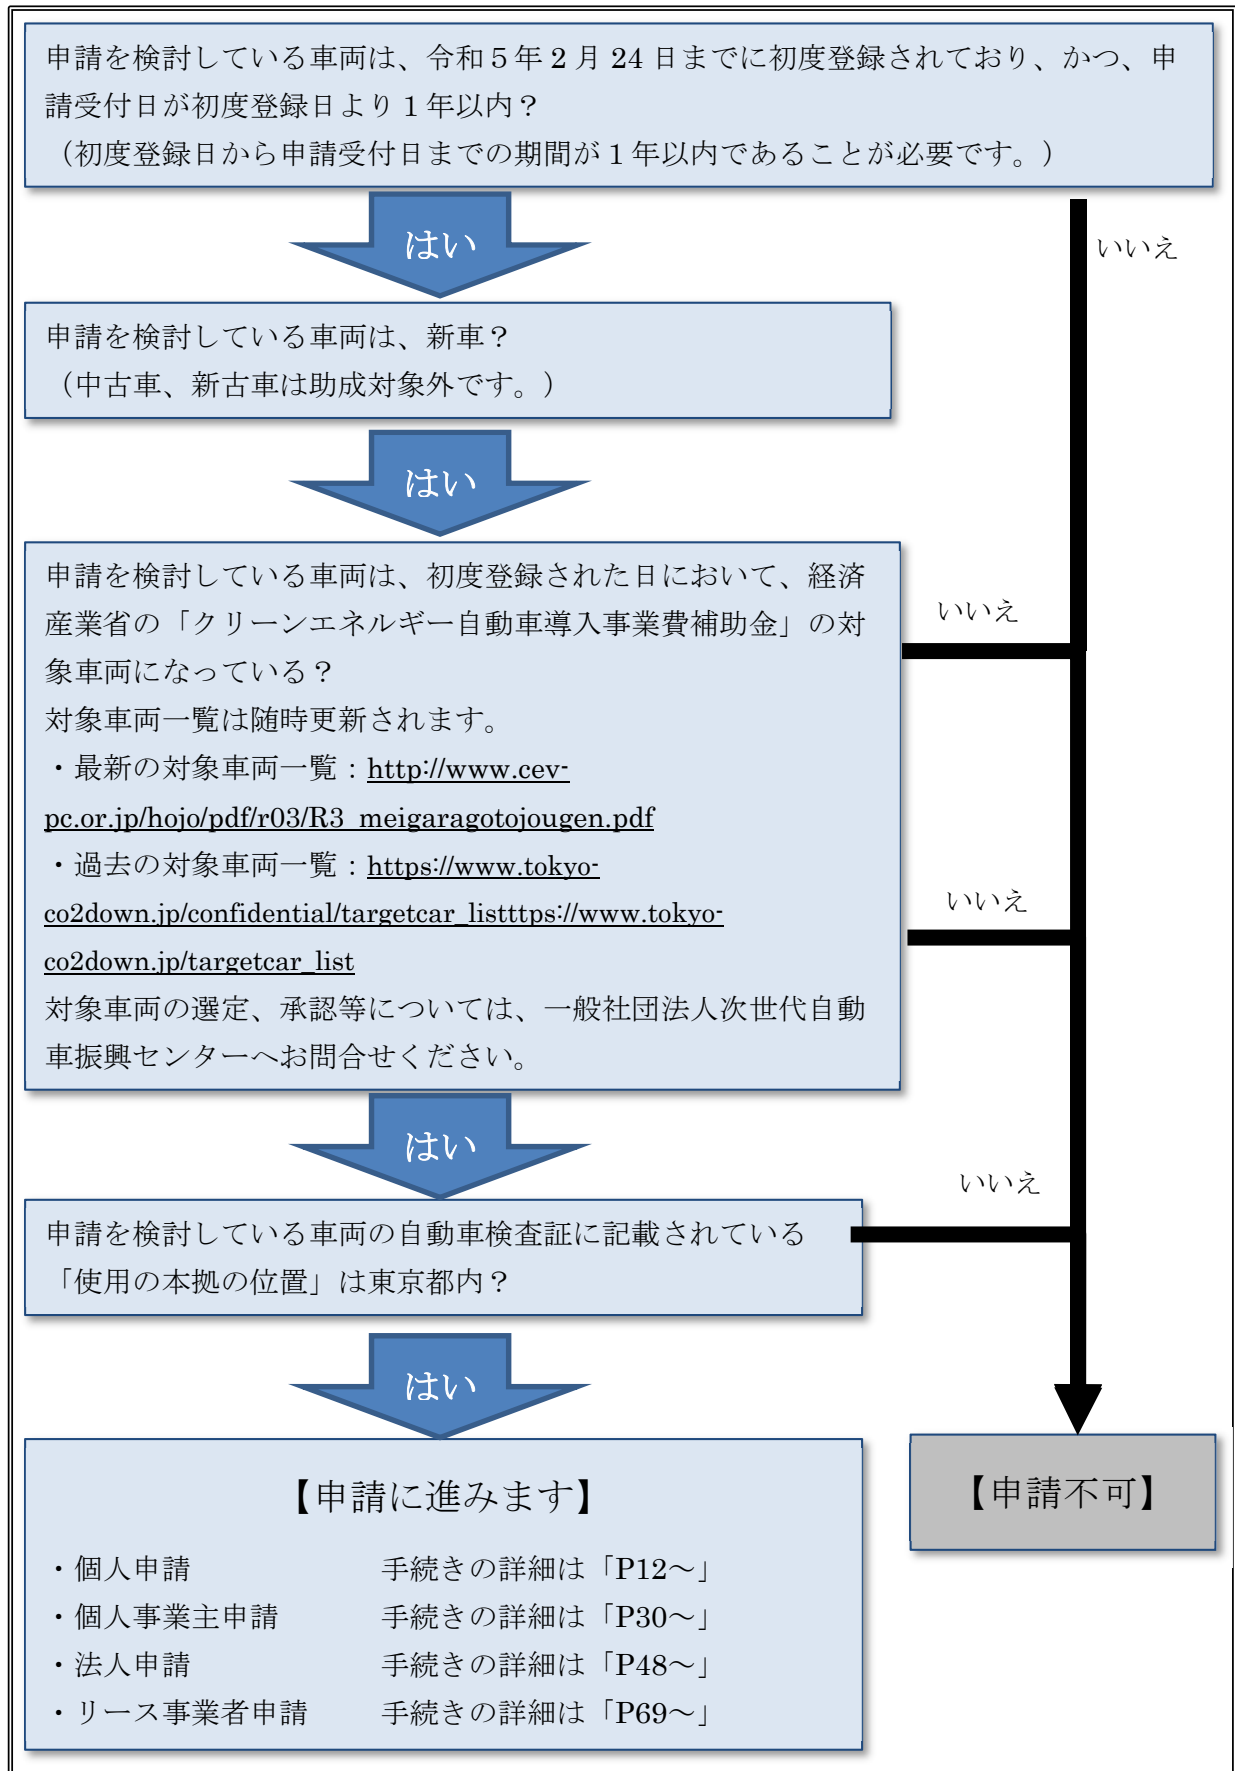 申請を検討している車両は、令和５年 2 月 24 日までに初度登録されており、かつ、申
請受付日が初度登録日より 1 年以内？
（初度登録日から申請受付日までの期間が 1 年以内であることが必要です。）
はい
いいえ
申請を検討している車両は、新車？
（中古車、新古車は助成対象外です。）
はい
申請を検討している車両は、初度登録された日において、経済
産業省の「クリーンエネルギー自動車導入事業費補助金」の対
象車両になっている？
対象車両一覧は随時更新されます。
・最新の対象車両一覧：http://www.cev-
pc.or.jp/hojo/pdf/r03/R3_meigaragotojougen.pdf
・過去の対象車両一覧：https://www.tokyo-
co2down.jp/confidential/targetcar_listttps://www.tokyo-
co2down.jp/targetcar_list
対象車両の選定、承認等については、一般社団法人次世代自動
車振興センターへお問合せください。
いいえ
いいえ
はい
いいえ
申請を検討している車両の自動車検査証に記載されている
「使用の本拠の位置」は東京都内？
はい
【申請に進みます】
・個人申請　手続きの詳細は「P12～」
・個人事業主申請　手続きの詳細は「P30～」
・法人申請　手続きの詳細は「P48～」
・リース事業者申請　手続きの詳細は「P69～」
【申請不可】